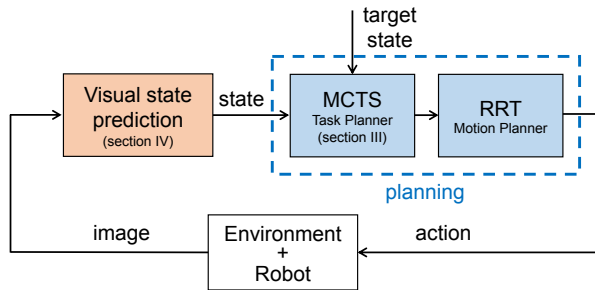 target
state
Visual state
prediction
(section IV)
state
MCTS
Task Planner
(section III)
RRT
Motion Planner
planning
image
Environment
+
Robot
action